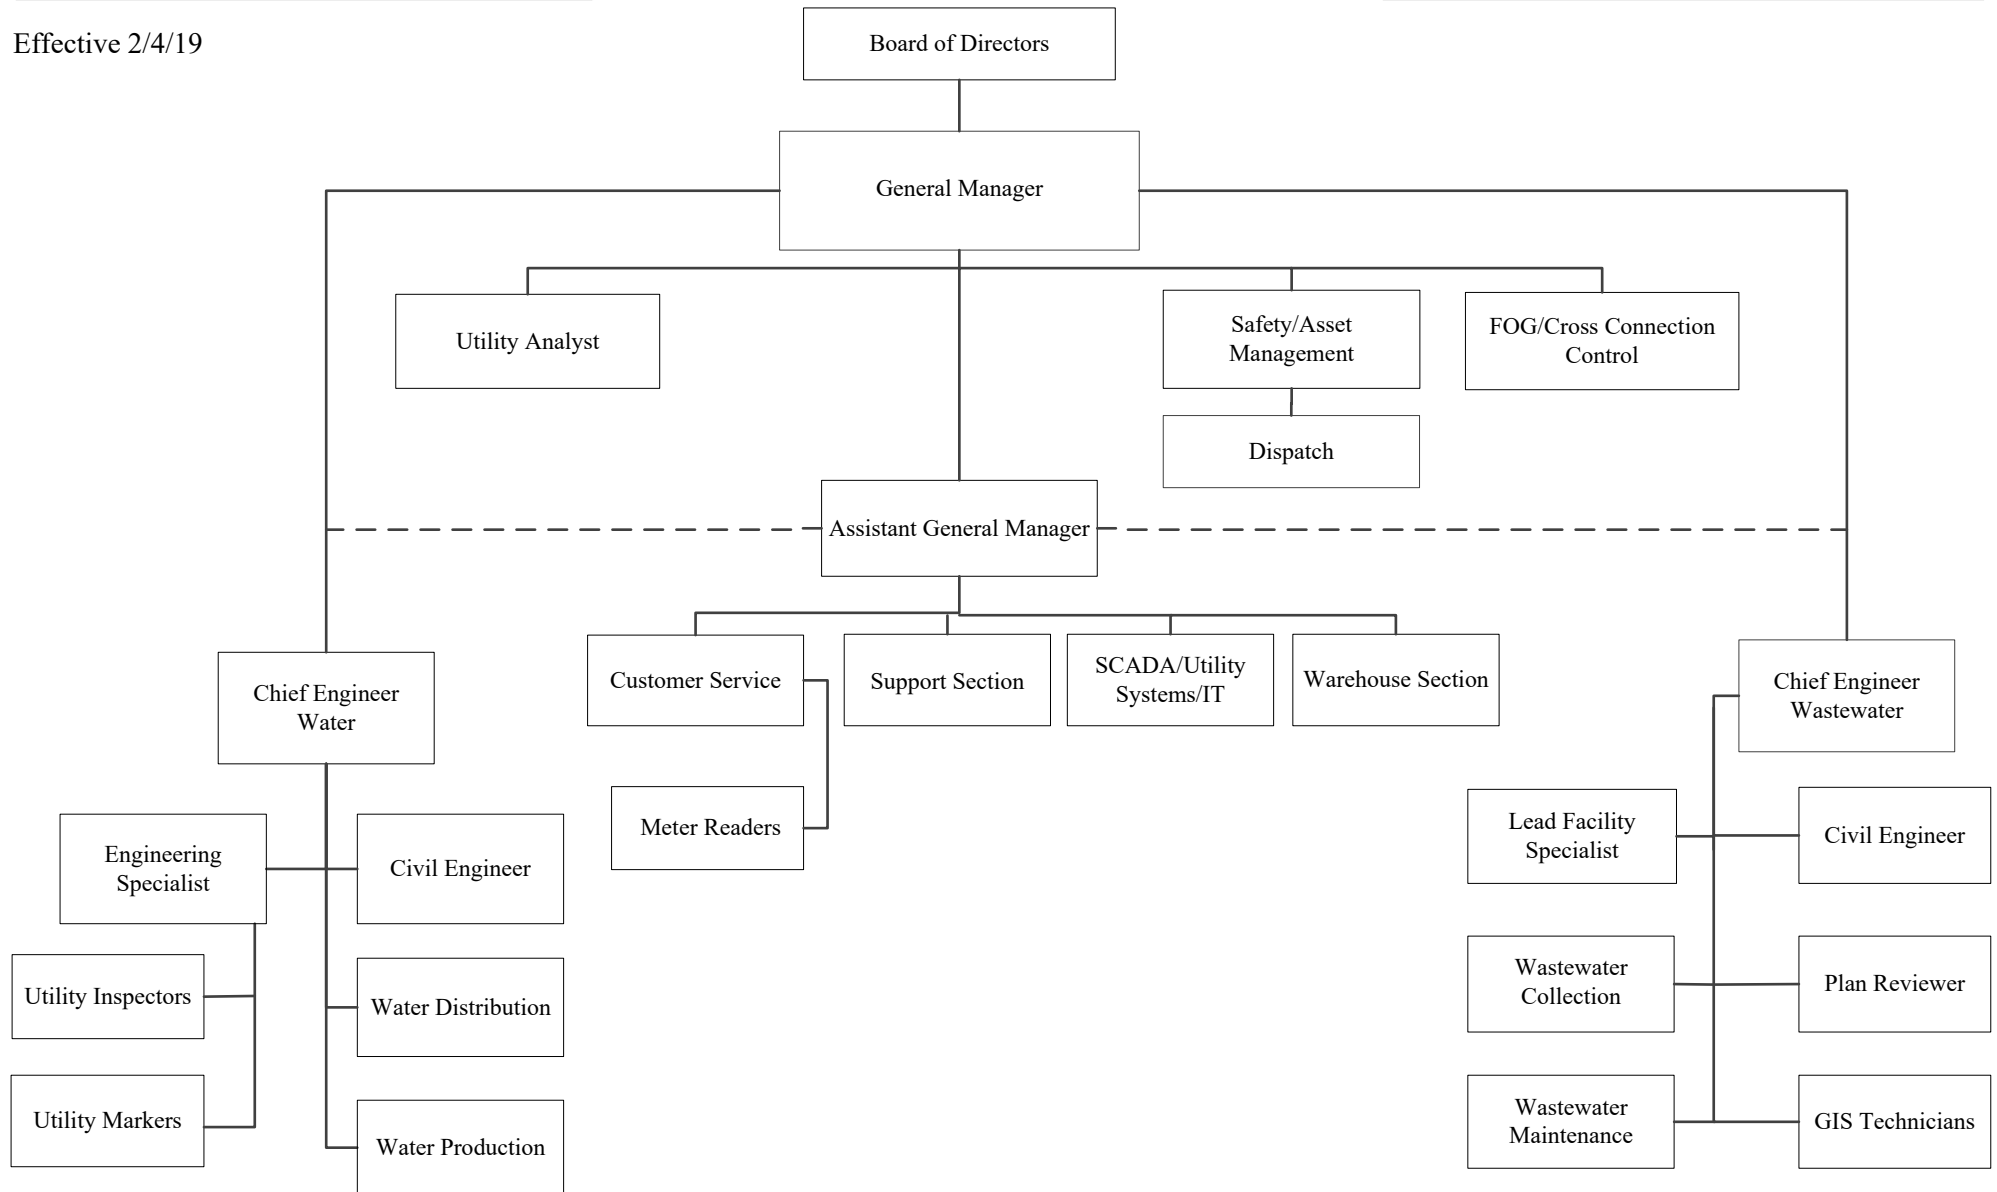 Effective 2/4/19
Board of Directors
General Manager
Utility Analyst
Safety/Asset
Management
FOG/Cross Connection
Control
Dispatch
Assistant General Manager
Chief Engineer
Water
Customer Service
Support Section
SCADA/Utility
Systems/IT
Warehouse Section
Chief Engineer
Wastewater
Meter Readers
Engineering
Specialist
Civil Engineer
Utility Inspectors
Water Distribution
Utility Markers
Water Production
Lead Facility
Specialist
Civil Engineer
Wastewater
Collection
Plan Reviewer
Wastewater
Maintenance
GIS Technicians